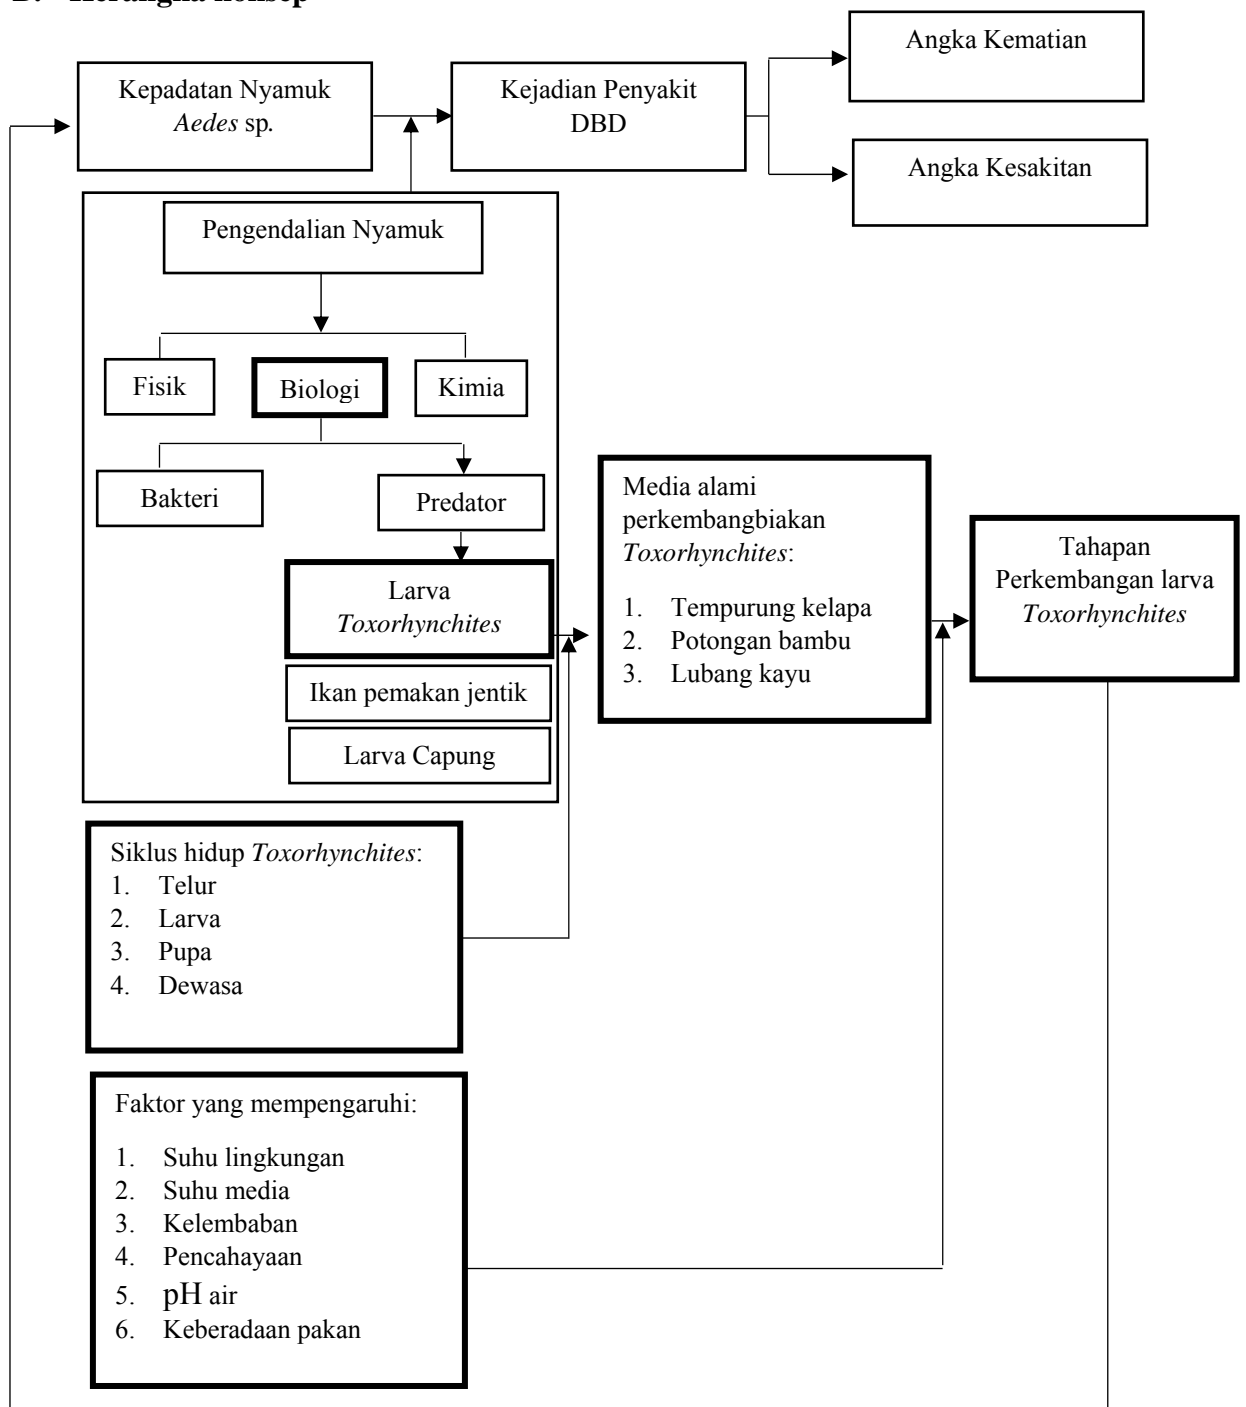 Kerangka konsep
Angka Kematian
Kepadatan Nyamuk
Aedes sp.
Kejadian Penyakit
DBD
Angka Kesakitan
Pengendalian Nyamuk
Fisik
Biologi
Kimia
Bakteri
Predator
Larva
Toxorhynchites
Ikan pemakan jentik
Larva Capung
Media alami
perkembangbiakan
Toxorhynchites:
1. Tempurung kelapa
2. Potongan bambu
3. Lubang kayu
Tahapan
Perkembangan larva
Toxorhynchites
Siklus hidup Toxorhynchites:
1. Telur
2. Larva
3. Pupa
4. Dewasa
Faktor yang mempengaruhi:
1. Suhu lingkungan
2. Suhu media
3. Kelembaban
4. Pencahayaan
5. pH air
6. Keberadaan pakan